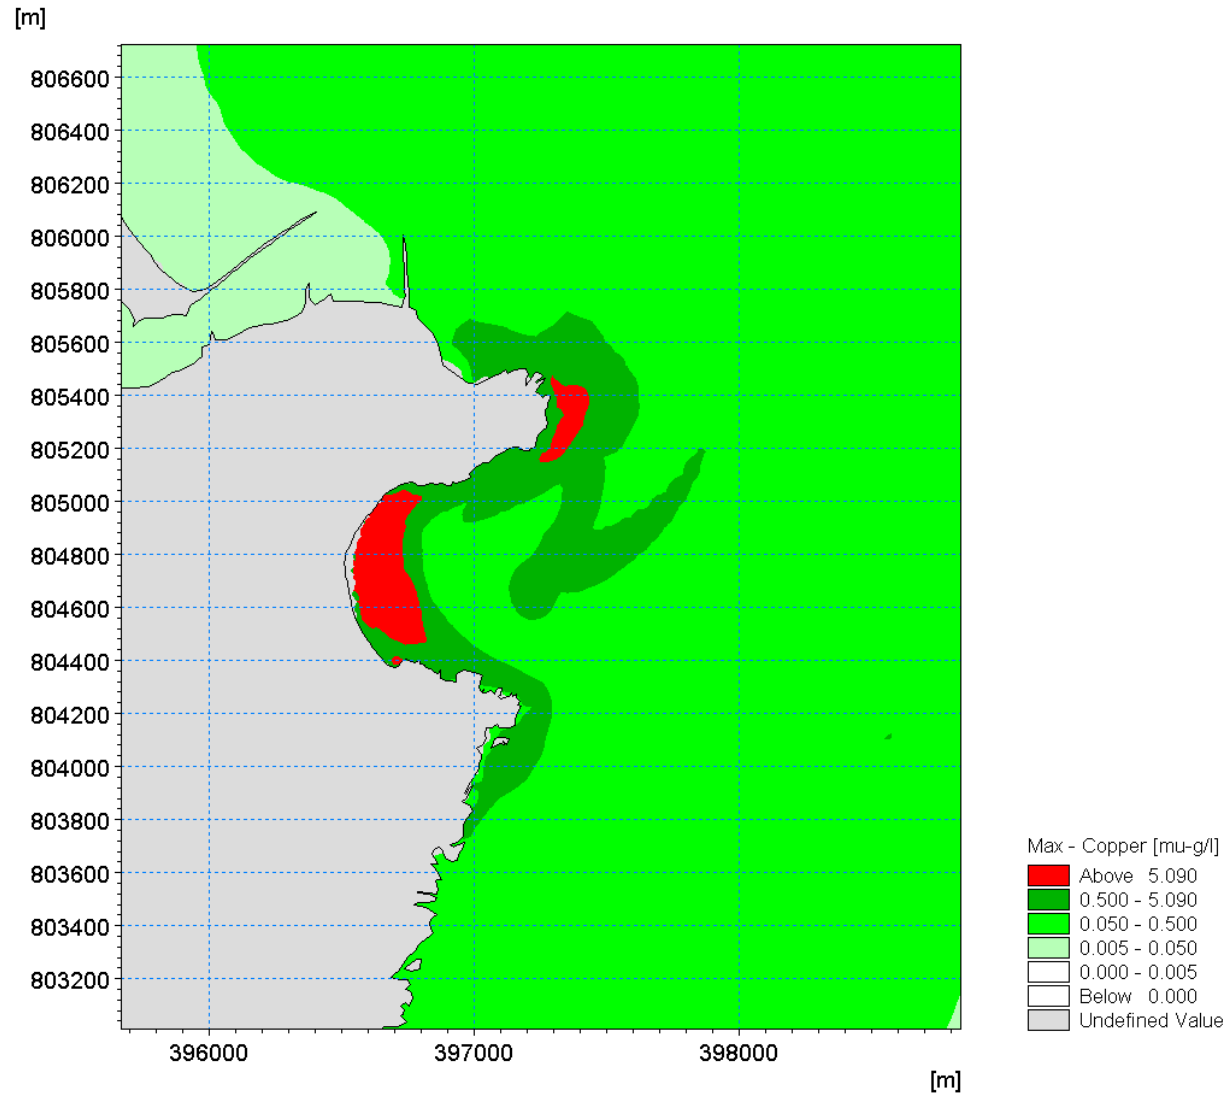 [m]
806600
806400
806200
806000
805800
805600
805400
805200
805000
804800
804600
804400
804200
804000
803800
803600
803400
803200
396000 397000 398000
[m]
Max - Copper [mu-g/l]
Above 5.090
0.500 - 5.090
0.050 - 0.500
0.005 - 0.050
0.000 - 0.005
Below 0.000
Undefined Value